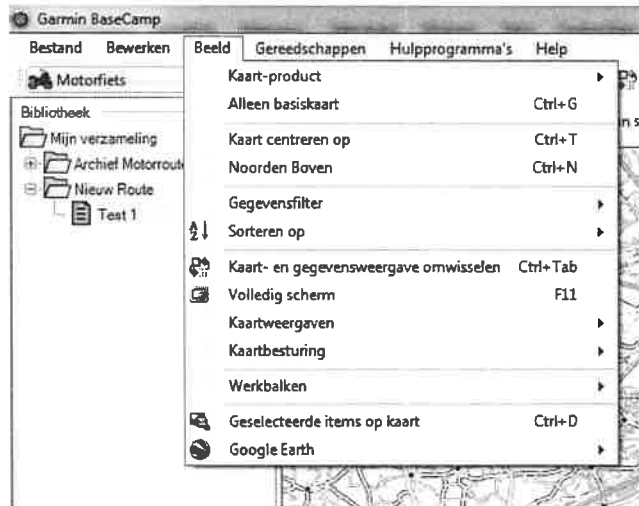 Garmin BaseCamp
Bestand Bewerken Beeld Gereedschappen Hulpprogramma's Help
Motorfiets
Bibliotheek
Mijn verzameling
Archief Motorroute
Nieuw Route
Test 1
Kaart-product
Alleen basiskaart Ctrl+G
Kaart centreren op Ctrl+T
Noorden Boven Ctrl+N
Gegevensfilter
Sorteren op
Kaart- en gegevensweergave omwisselen Ctrl+Tab
Volledig scherm F11
Kaartweergaven
Kaartbesturing
Werkbalken
Geselecteerde items op kaart Ctrl+D
Google Earth